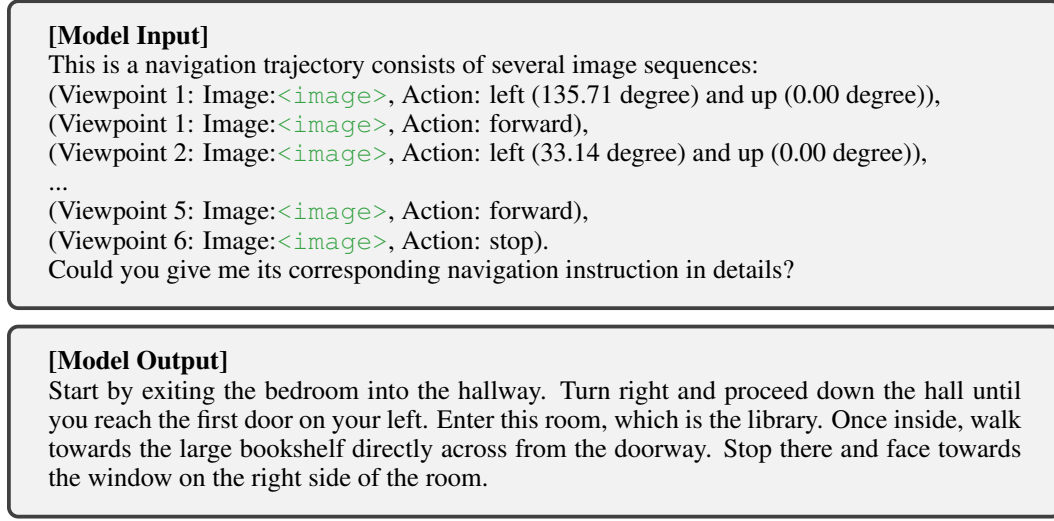 [Model Input]
This is a navigation trajectory consists of several image sequences:
(Viewpoint 1: Image:<image>, Action: left (135.71 degree) and up (0.00 degree)),
(Viewpoint 1: Image:<image>, Action: forward),
(Viewpoint 2: Image:<image>, Action: left (33.14 degree) and up (0.00 degree)),
...
(Viewpoint 5: Image:<image>, Action: forward),
(Viewpoint 6: Image:<image>, Action: stop).
Could you give me its corresponding navigation instruction in details?
[Model Output]
Start by exiting the bedroom into the hallway. Turn right and proceed down the hall until
you reach the first door on your left. Enter this room, which is the library. Once inside, walk
towards the large bookshelf directly across from the doorway. Stop there and face towards
the window on the right side of the room.